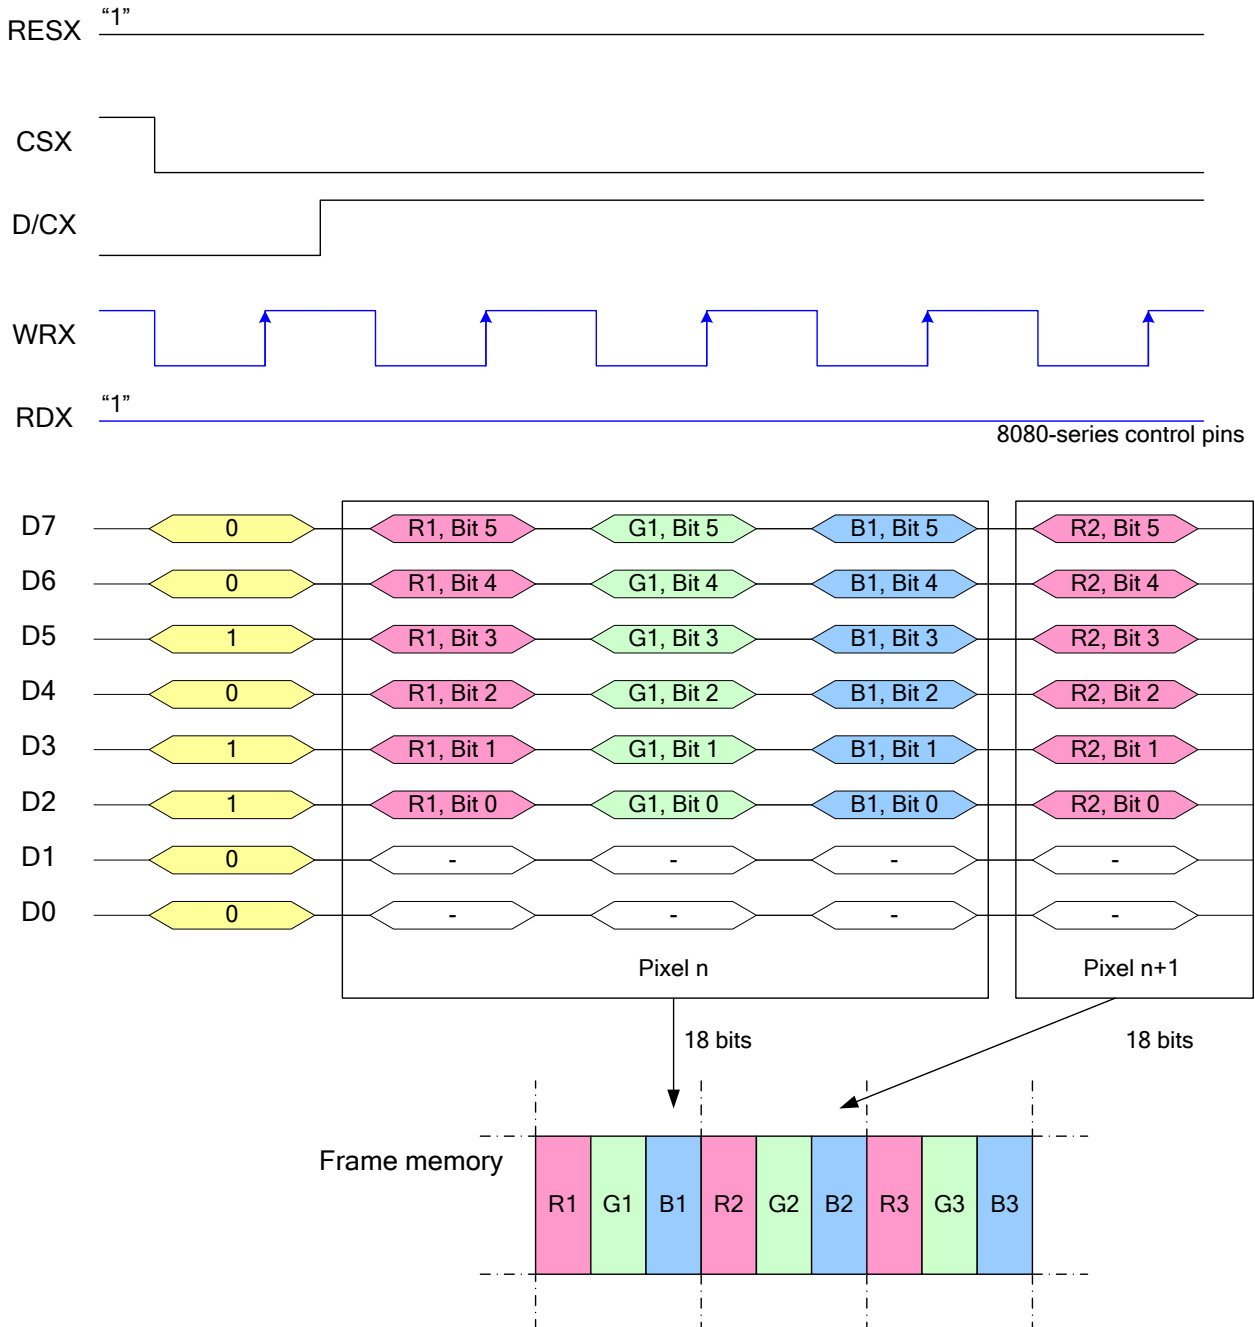 RESX "1"
CSX
D/CX
WRX
RDX "1"
8080-series control pins
D7 0 R1, Bit 5 G1, Bit 5 B1, Bit 5 R2, Bit 5
D6 0 R1, Bit 4 G1, Bit 4 B1, Bit 4 R2, Bit 4
D5 1 R1, Bit 3 G1, Bit 3 B1, Bit 3 R2, Bit 3
D4 0 R1, Bit 2 G1, Bit 2 B1, Bit 2 R2, Bit 2
D3 1 R1, Bit 1 G1, Bit 1 B1, Bit 1 R2, Bit 1
D2 1 R1, Bit 0 G1, Bit 0 B1, Bit 0 R2, Bit 0
D1 0 - - - -
D0 0 - - - -
Pixel n Pixel n+1
18 bits 18 bits
Frame memory
R1 G1 B1 R2 G2 B2 R3 G3 B3